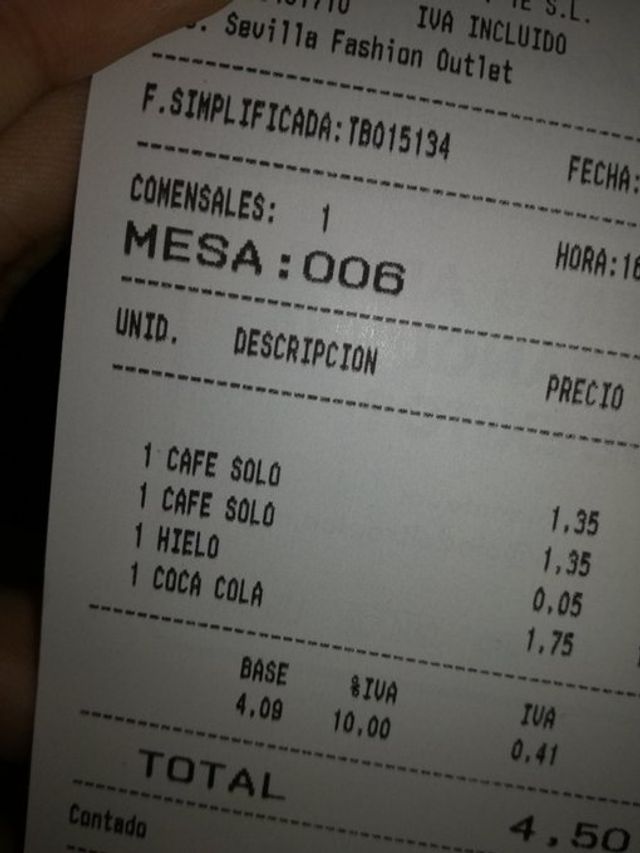 S.L.
IVA INCLUIDO
Sevilla Fashion Outlet
F.SIMPLIFICADA:TB015134 FECHA:
COMENSALES: 1
MESA:006 HORA:16
UNID. DESCRIPCION PRECIO
1 CAFE SOLO 1,35
1 CAFE SOLO 1,35
1 HIELO 0,05
1 COCA COLA 1,75
BASE %IVA IVA
4.09 10.00 0.41
TOTAL 4,50
Contado